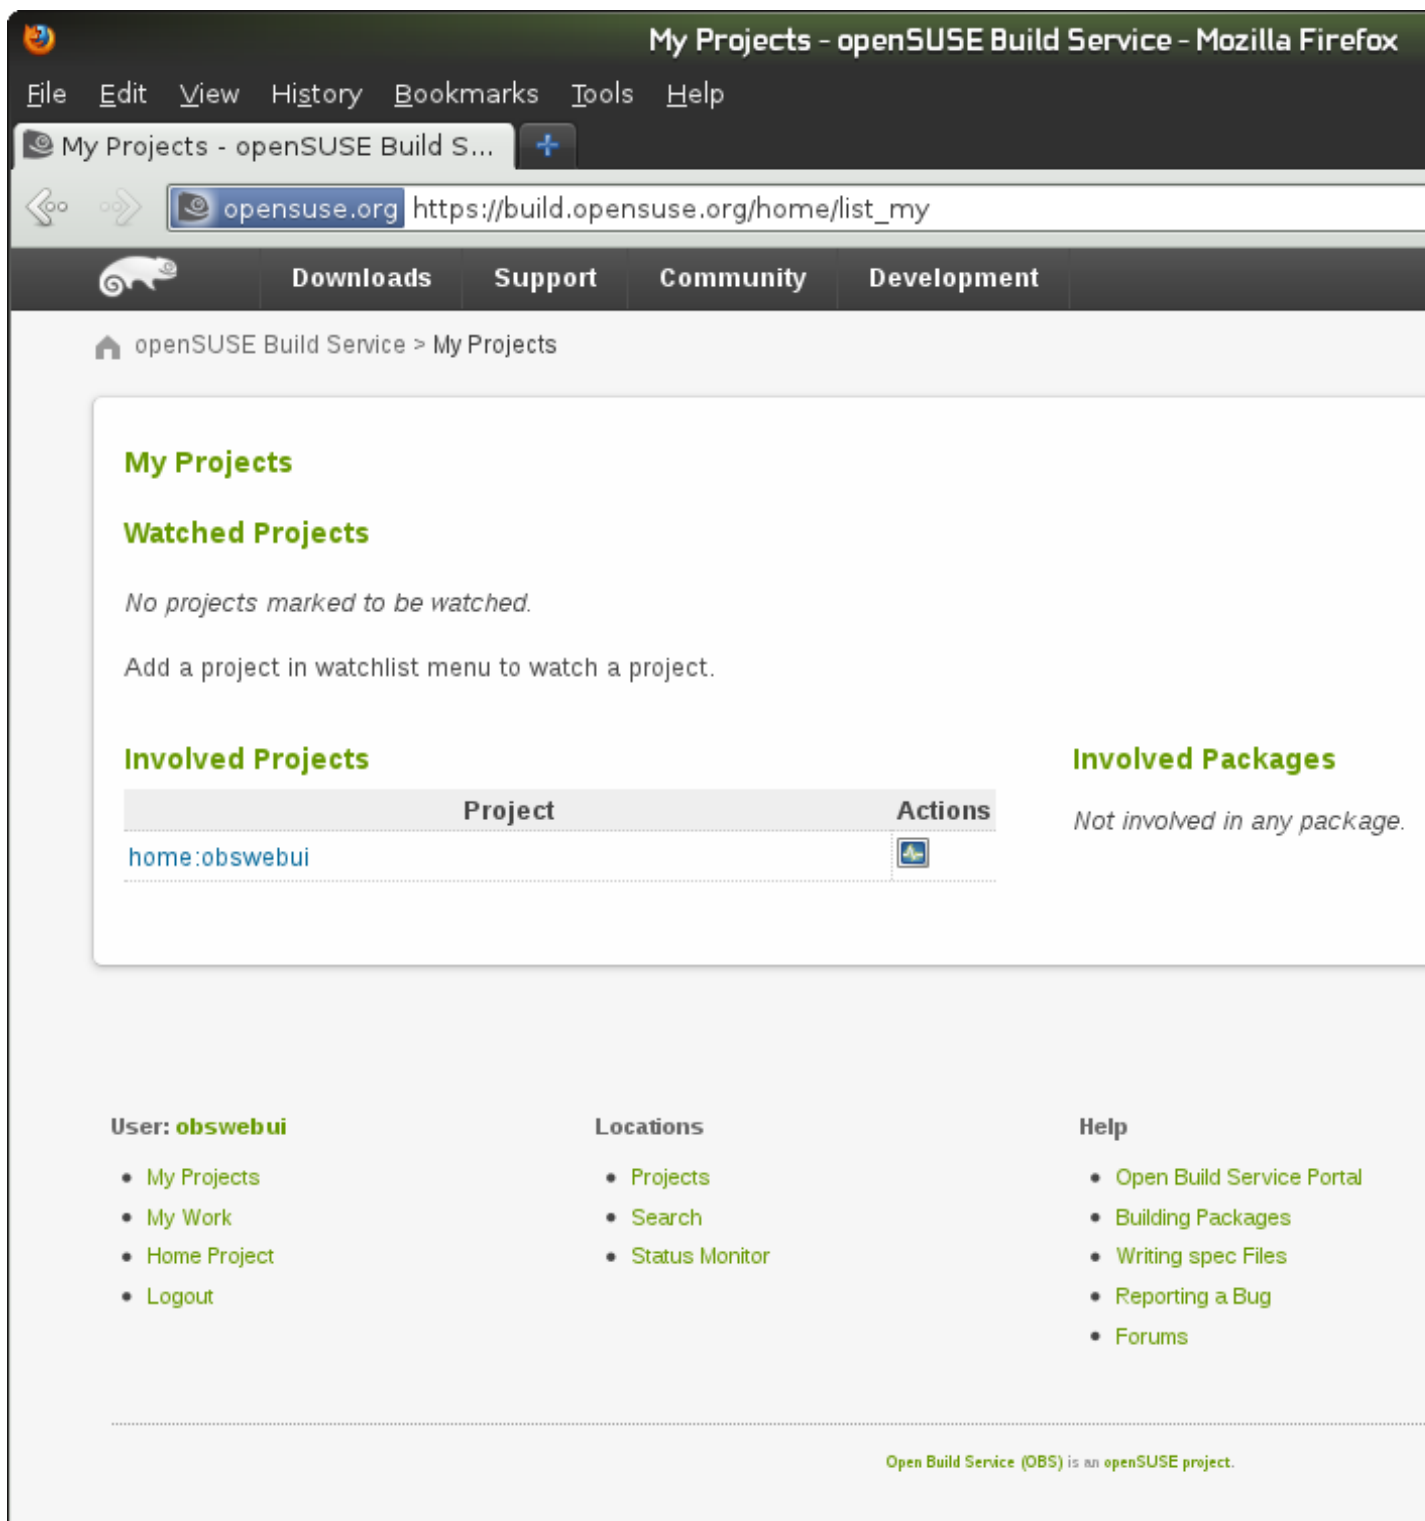 My Projects - openSUSE Build Service - Mozilla Firefox
File Edit View History Bookmarks Tools Help
My Projects - openSUSE Build S...
opensuse.org https://build.opensuse.org/home/list_my
Downloads Support Community Development
openSUSE Build Service > My Projects
My Projects
Watched Projects
No projects marked to be watched.
Add a project in watchlist menu to watch a project.
Involved Projects
Project Actions
home:obswebui
Involved Packages
Not involved in any package.
User: obswebui
My Projects
My Work
Home Project
Logout
Locations
Projects
Search
Status Monitor
Help
Open Build Service Portal
Building Packages
Writing spec Files
Reporting a Bug
Forums
Open Build Service (OBS) is an openSUSE project.